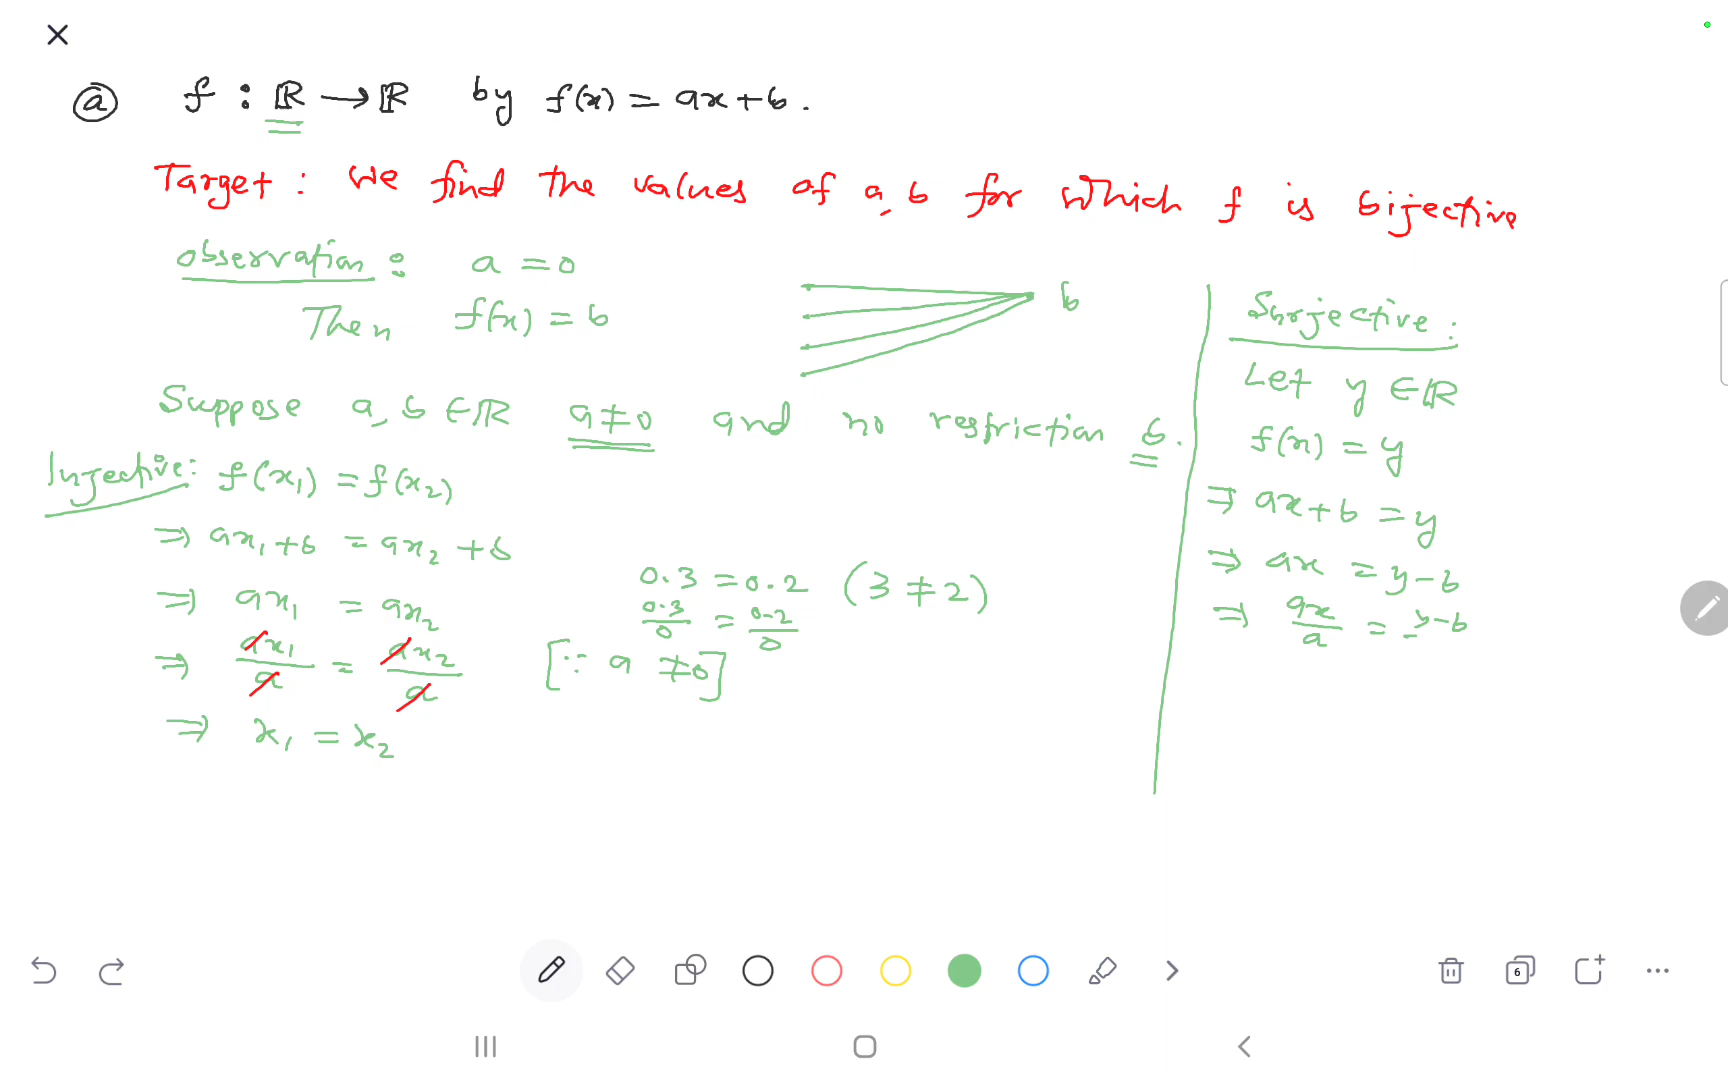 ⓐ f : ℝ → ℝ by f(x) = ax + b .
Target : We find the values of a, b for which f is bijective
observation : a = 0
Then f(x) = b
b
Suppose a, b ∈ ℝ a ≠ 0 and no restriction b .
Injective : f(x₁) = f(x₂)
⇒ ax₁ + b = ax₂ + b
⇒ ax₁ = ax₂
⇒ ax₁/a = ax₂/a [∵ a ≠ 0]
⇒ x₁ = x₂
0.3 = 0.2 (3 ≠ 2)
0.3/0 = 0.2/0
Surjective :
Let y ∈ ℝ
f(x) = y
⇒ ax + b = y
⇒ ax = y - b
⇒ ax/a = y - b
6